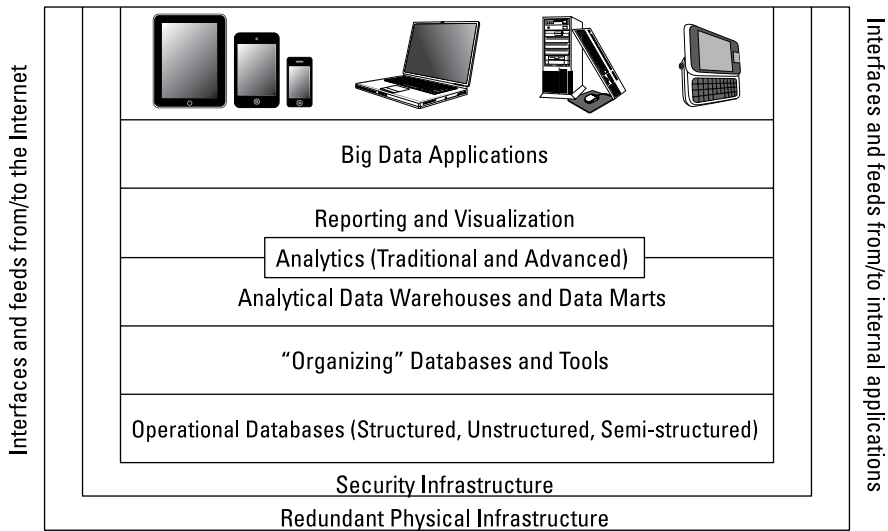 Interfaces and feeds from/to the Internet
Big Data Applications
Reporting and Visualization
Analytics (Traditional and Advanced)
Analytical Data Warehouses and Data Marts
“Organizing” Databases and Tools
Operational Databases (Structured, Unstructured, Semi-structured)
Security Infrastructure
Redundant Physical Infrastructure
Interfaces and feeds from/to internal applications